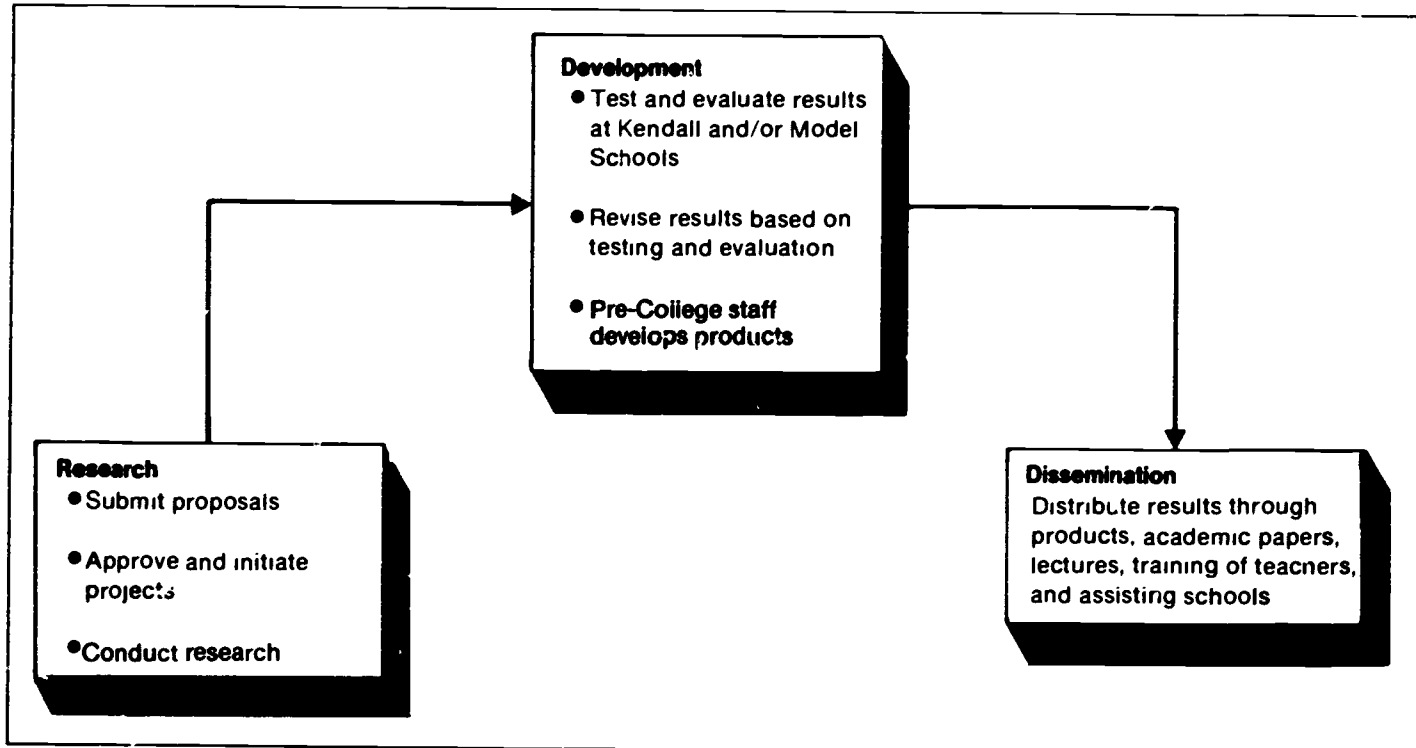 Development
● Test and evaluate results
at Kendall and/or Model
Schools
● Revise results based on
testing and evaluation
● Pre-College staff
develops products
Research
● Submit proposals
● Approve and initiate
projects
● Conduct research
Dissemination
Distribute results through
products, academic papers,
lectures, training of teachers,
and assisting schools